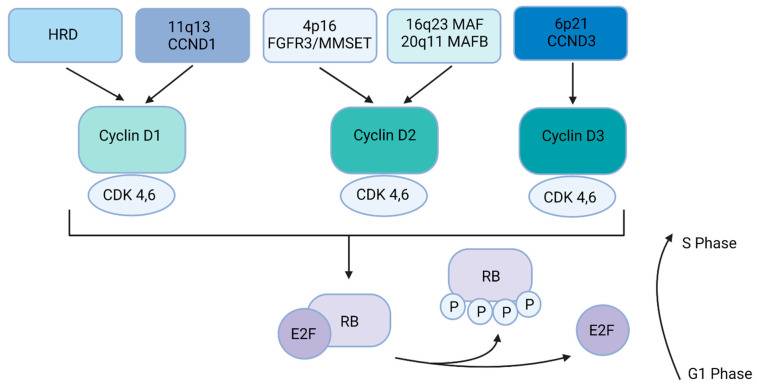 HRD
11q13
CCND1
4p16
FGFR3/MMSET
16q23 MAF
20q11 MAFB
6p21
CCND3
Cyclin D1
Cyclin D2
Cyclin D3
CDK 4,6
CDK 4,6
CDK 4,6
S Phase
RB
P
P
P
P
E2F
RB
E2F
G1 Phase